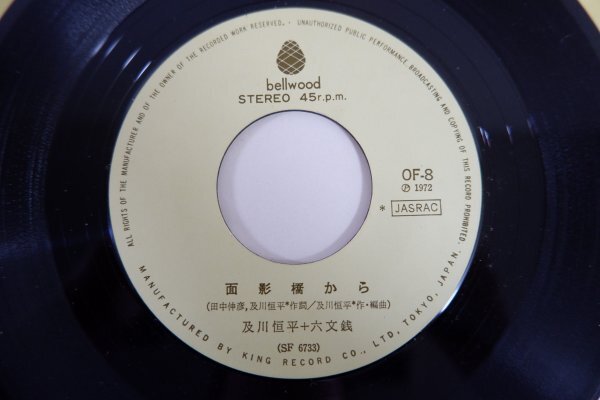 ALL RIGHTS OF THE MANUFACTURER AND OF THE OWNER OF THE RECORDED WORK RESERVED. · UNAUTHORIZED PUBLIC PERFORMANCE BROADCASTING AND COPYING OF THIS RECORD PROHIBITED.
bellwood
STEREO 45r.p.m.
OF-8
℗ 1972
* JASRAC
面影橋から
(田中伸彦,及川恒平*作詞/及川恒平*作・編曲)
及川恒平+六文銭
(SF 6733)
MANUFACTURED BY KING RECORD CO., LTD, TOKYO, JAPAN.